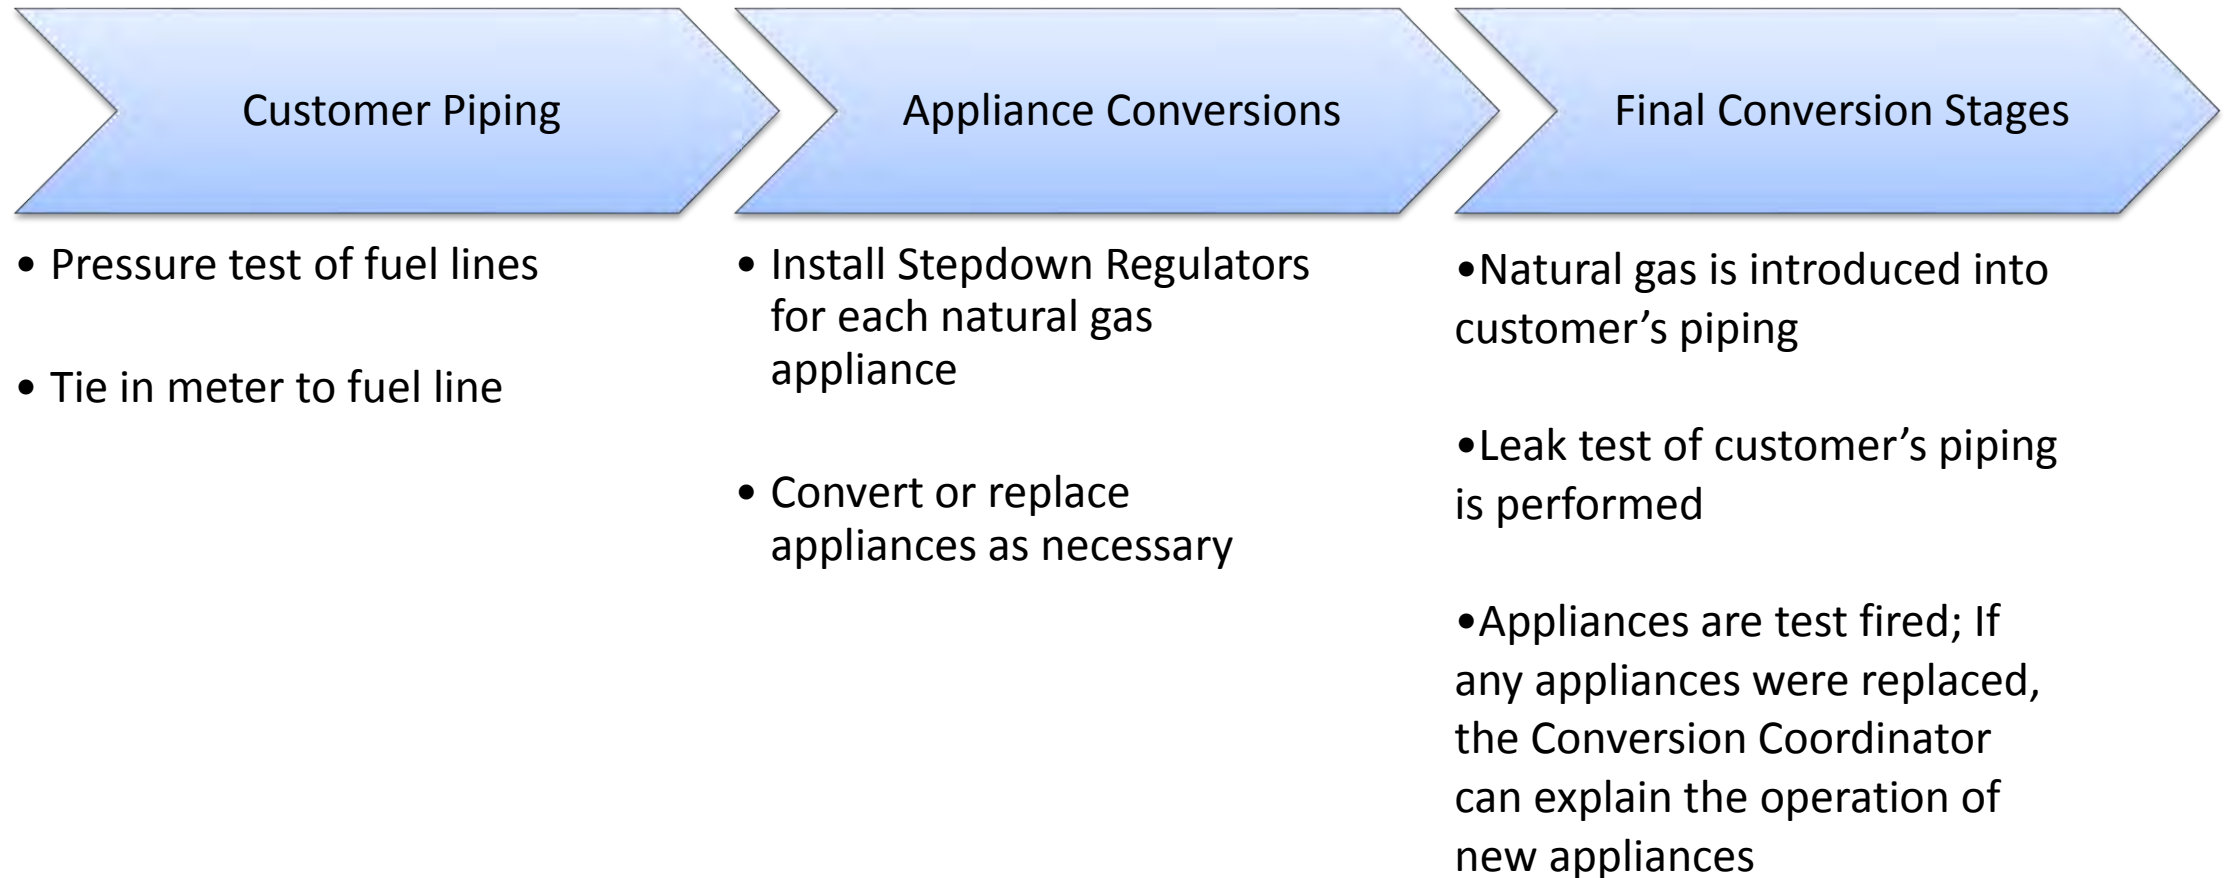 Customer Piping
• Pressure test of fuel lines
• Tie in meter to fuel line
Appliance Conversions
• Install Stepdown Regulators
for each natural gas
appliance
• Convert or replace
appliances as necessary
Final Conversion Stages
•Natural gas is introduced into
customer’s piping
•Leak test of customer’s piping
is performed
•Appliances are test fired; If
any appliances were replaced,
the Conversion Coordinator
can explain the operation of
new appliances